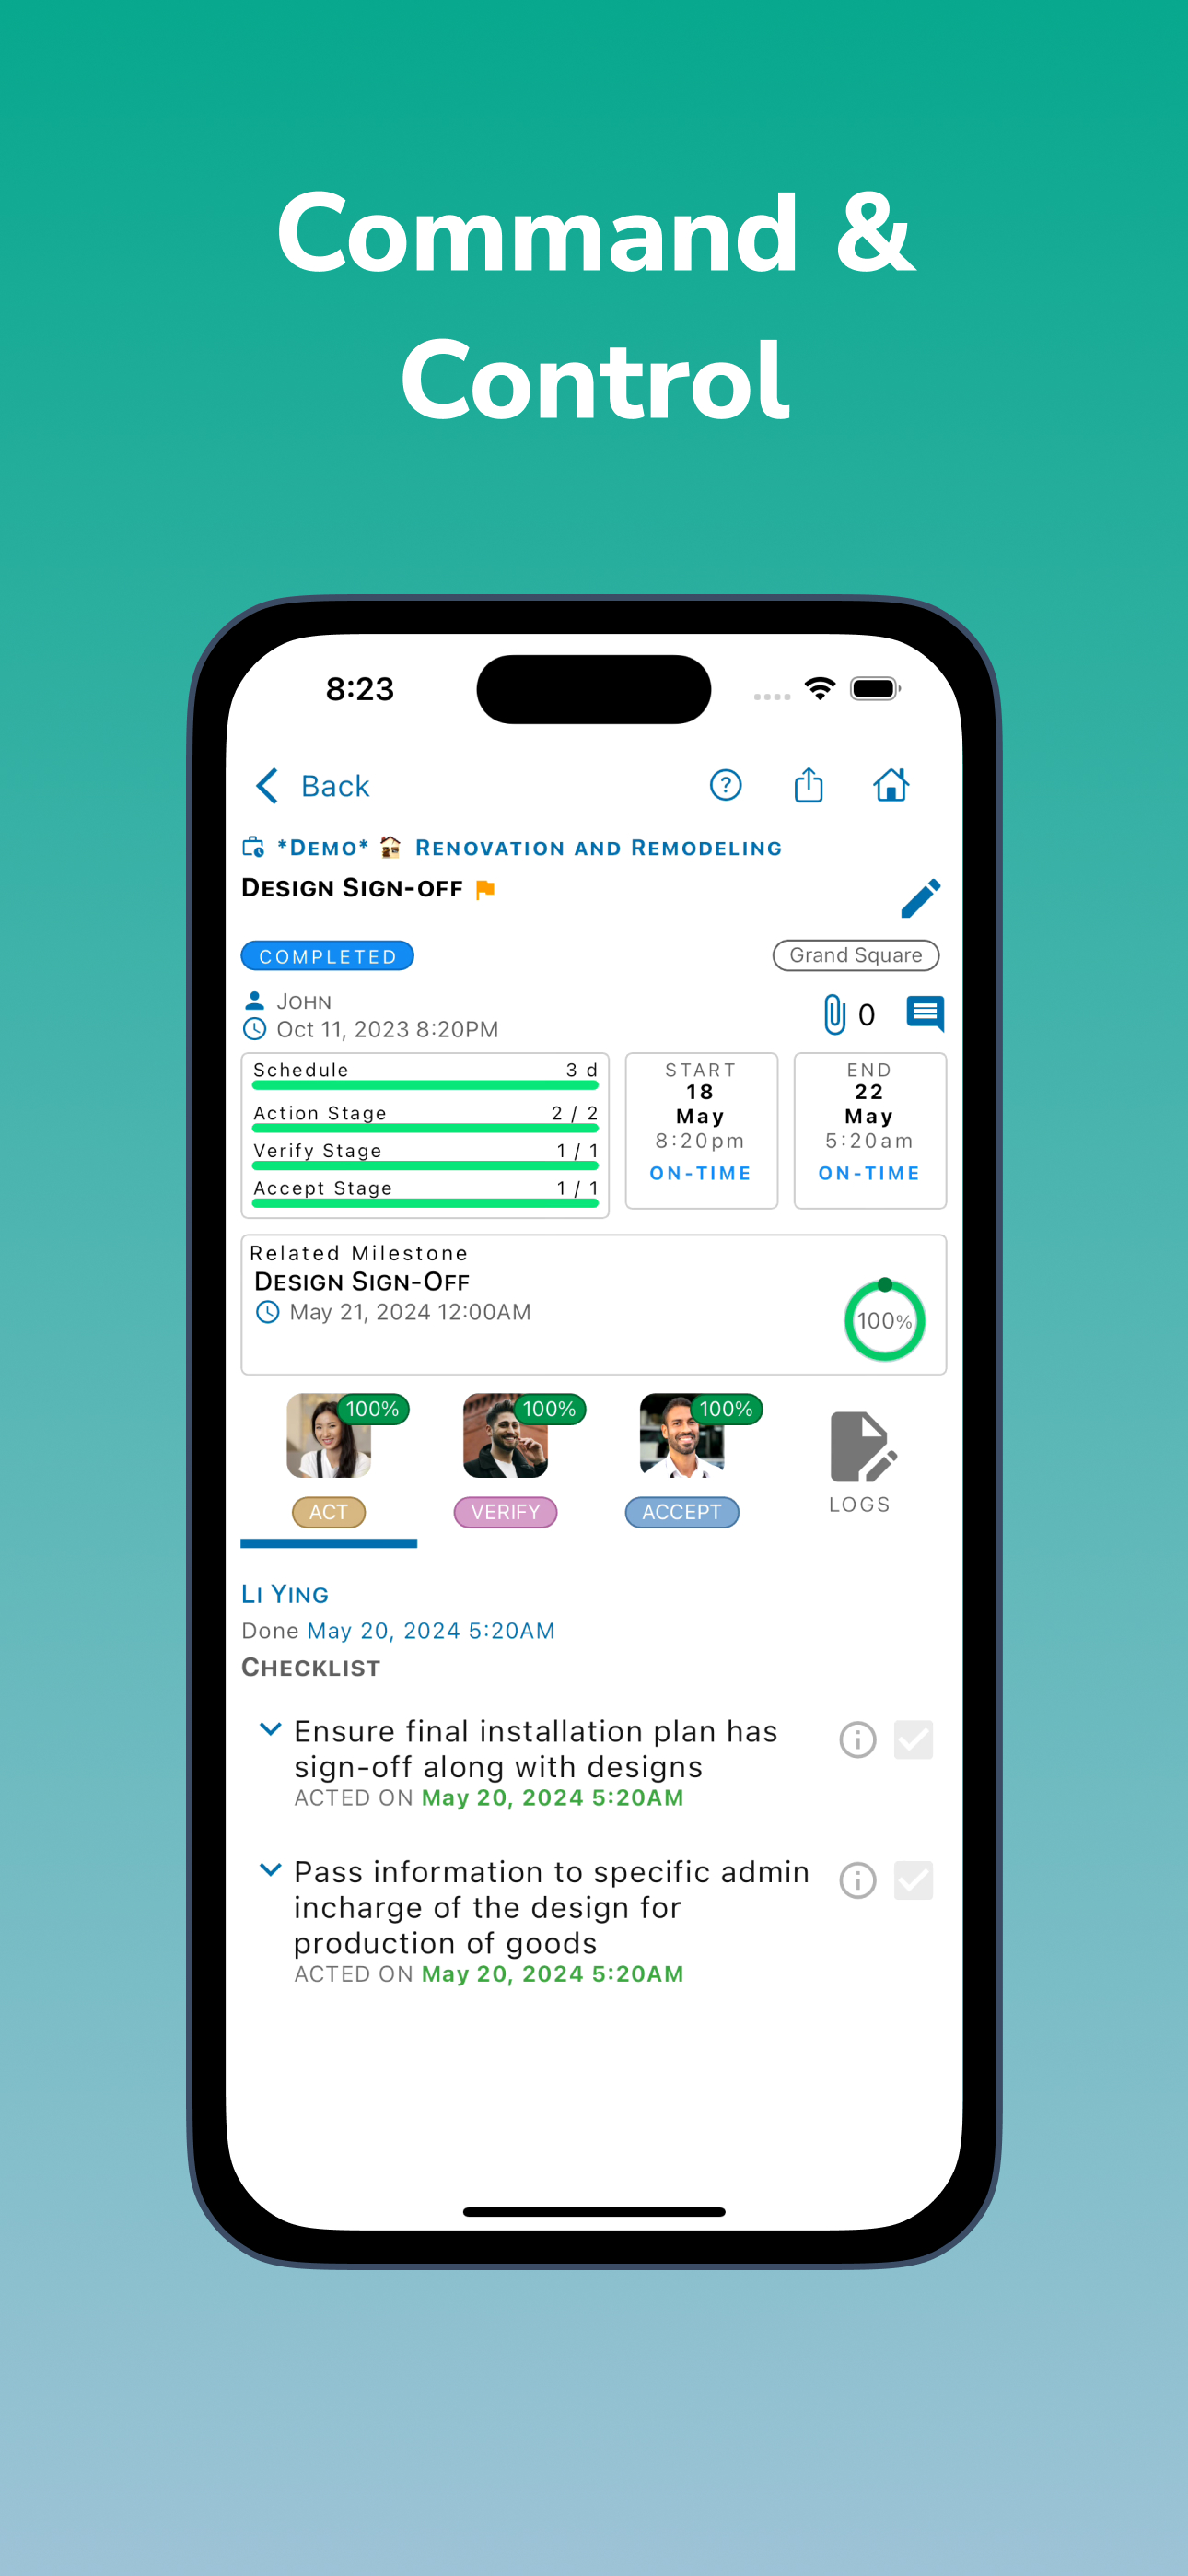 Command &
Control
8:23
Back
?
*DEMO* RENOVATION AND REMODELING
DESIGN SIGN-OFF
COMPLETED
Grand Square
JOHN
0
Oct 11, 2023 8:20PM
Schedule 3 d
Action Stage 2 / 2
Verify Stage 1 / 1
Accept Stage 1 / 1
START
18
May
8:20pm
ON-TIME
END
22
May
5:20am
ON-TIME
Related Milestone
DESIGN SIGN-OFF
May 21, 2024 12:00AM
100%
100% 100% 100%
ACT VERIFY ACCEPT LOGS
LI YING
Done May 20, 2024 5:20AM
CHECKLIST
Ensure final installation plan has
sign-off along with designs
ACTED ON May 20, 2024 5:20AM
Pass information to specific admin
incharge of the design for
production of goods
ACTED ON May 20, 2024 5:20AM